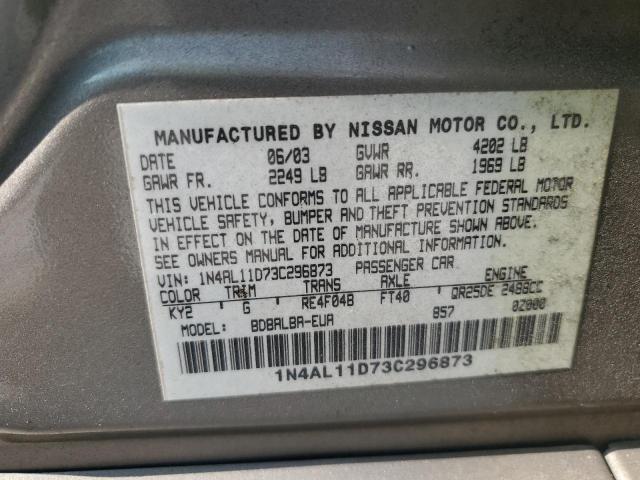 MANUFACTURED BY NISSAN MOTOR CO., LTD.
DATE 06/03 GVWR 4202 LB
GAWR FR. 2249 LB GAWR RR. 1969 LB
THIS VEHICLE CONFORMS TO ALL APPLICABLE FEDERAL MOTOR
VEHICLE SAFETY, BUMPER AND THEFT PREVENTION STANDARDS
IN EFFECT ON THE DATE OF MANUFACTURE SHOWN ABOVE.
SEE OWNERS MANUAL FOR ADDITIONAL INFORMATION.
VIN: 1N4AL11D73C296873 PASSENGER CAR
COLOR TRIM TRANS AXLE ENGINE
KY2 G RE4F04B FT40 QR25DE 2488CC
MODEL: BDBALBA-EUA 8S7 0Z000
1N4AL11D73C296873